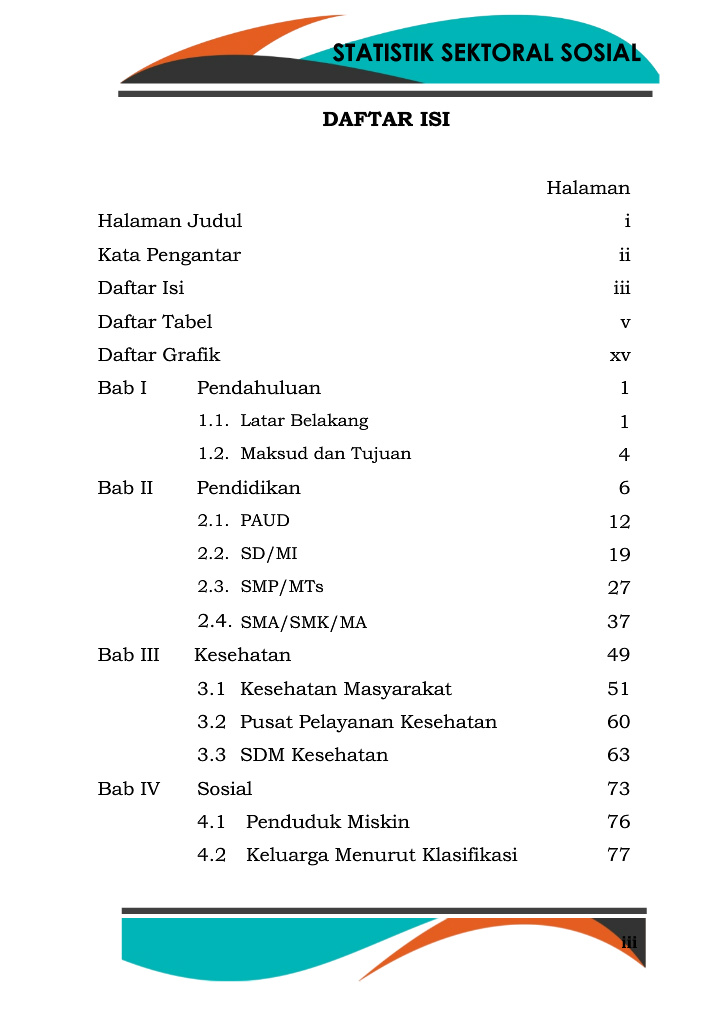 STATISTIK SEKTORAL SOSIAL
DAFTAR ISI
Halaman
Halaman Judul i
Kata Pengantar ii
Daftar Isi iii
Daftar Tabel v
Daftar Grafik xv
Bab I Pendahuluan 1
1.1. Latar Belakang 1
1.2. Maksud dan Tujuan 4
Bab II Pendidikan 6
2.1. PAUD 12
2.2. SD/MI 19
2.3. SMP/MTs 27
2.4. SMA/SMK/MA 37
Bab III Kesehatan 49
3.1 Kesehatan Masyarakat 51
3.2 Pusat Pelayanan Kesehatan 60
3.3 SDM Kesehatan 63
Bab IV Sosial 73
4.1 Penduduk Miskin 76
4.2 Keluarga Menurut Klasifikasi 77
iii